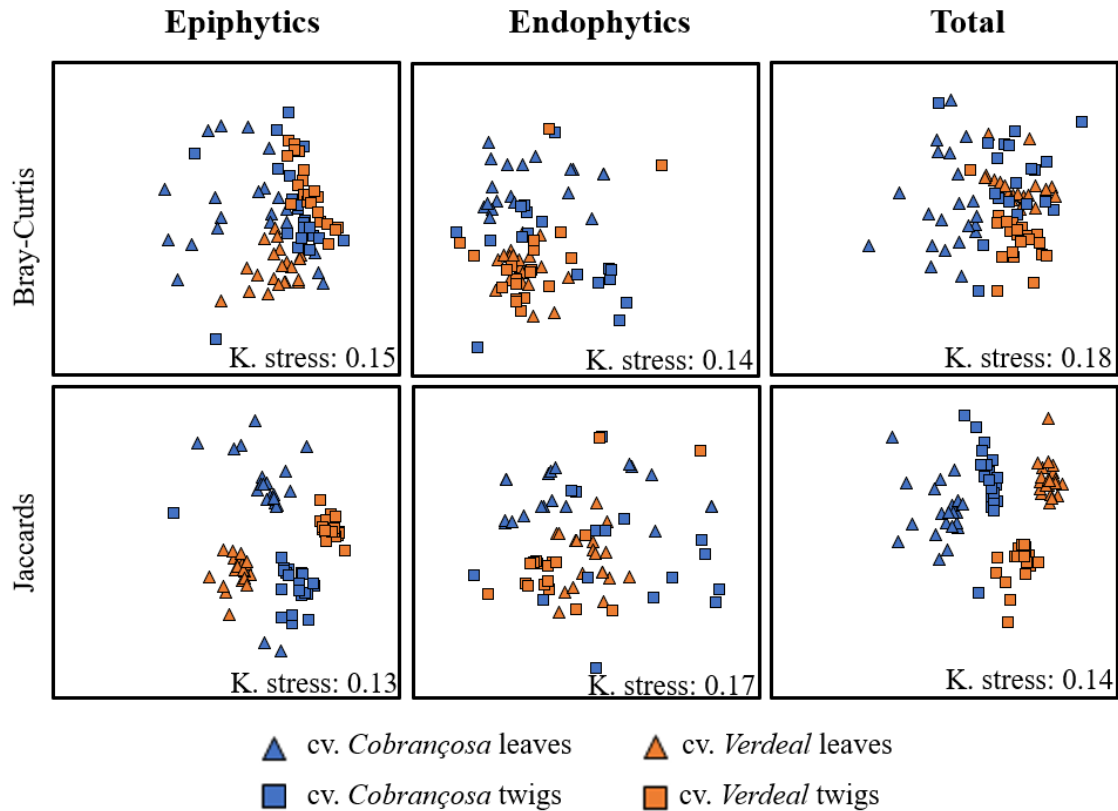 Epiphytics Endophytics Total
Bray-Curtis
K. stress: 0.15 K. stress: 0.14 K. stress: 0.18
Jaccards
K. stress: 0.13 K. stress: 0.17 K. stress: 0.14
cv. Cobrançosa leaves cv. Verdeal leaves
cv. Cobrançosa twigs cv. Verdeal twigs